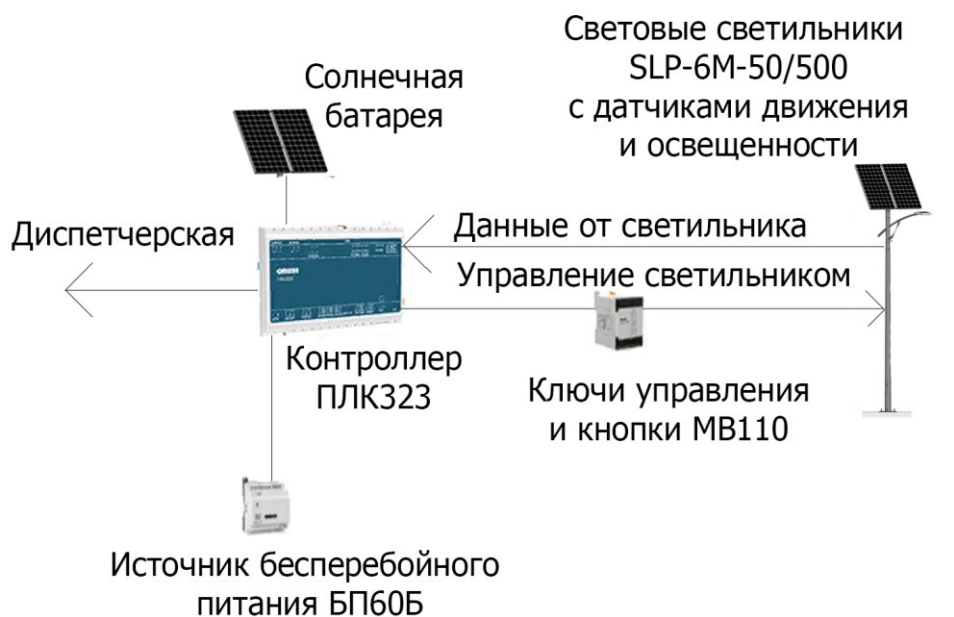 Световые светильники
SLP-6М-50/500
с датчиками движения
и освещенности
Солнечная
батарея
Диспетчерская
Данные от светильника
Управление светильником
Контроллер
ПЛК323
Ключи управления
и кнопки МВ110
Источник бесперебойного
питания БП60Б